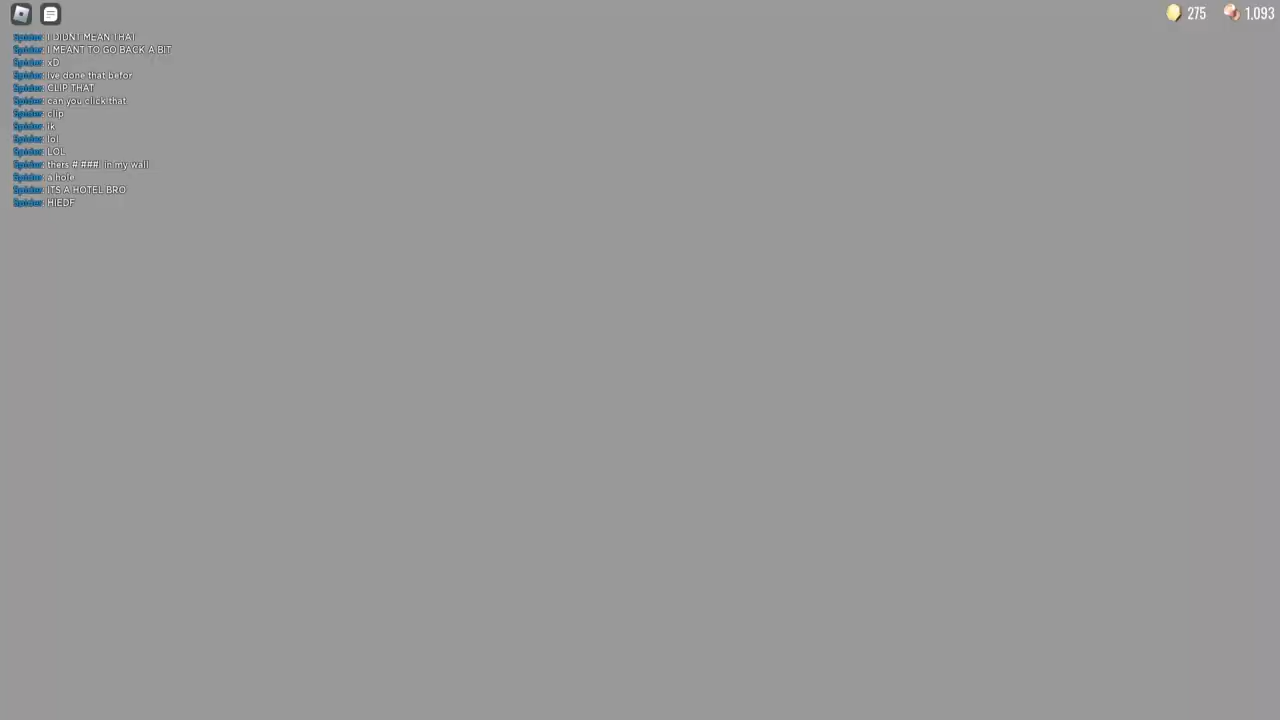 275 1,093
Spider: I DIDNT MEAN THAT
Spider: I MEANT TO GO BACK A BIT
Spider: xD
Spider: ive done that befor
Spider: CLIP THAT
Spider: can you click that
Spider: clip
Spider: ik
Spider: lol
Spider: LOL
Spider: thers # ###l in my wall
Spider: a hole
Spider: ITS A HOTEL BRO
Spider: HIEDF